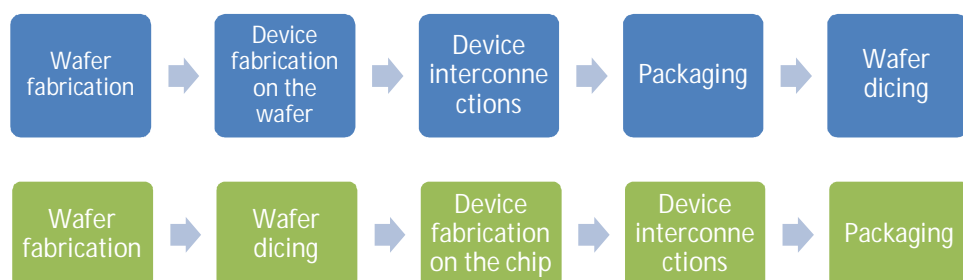 Wafer
fabrication
Device
fabrication
on the
wafer
Device
interconne
ctions
Packaging
Wafer
dicing
Wafer
fabrication
Wafer
dicing
Device
fabrication
on the chip
Device
interconne
ctions
Packaging